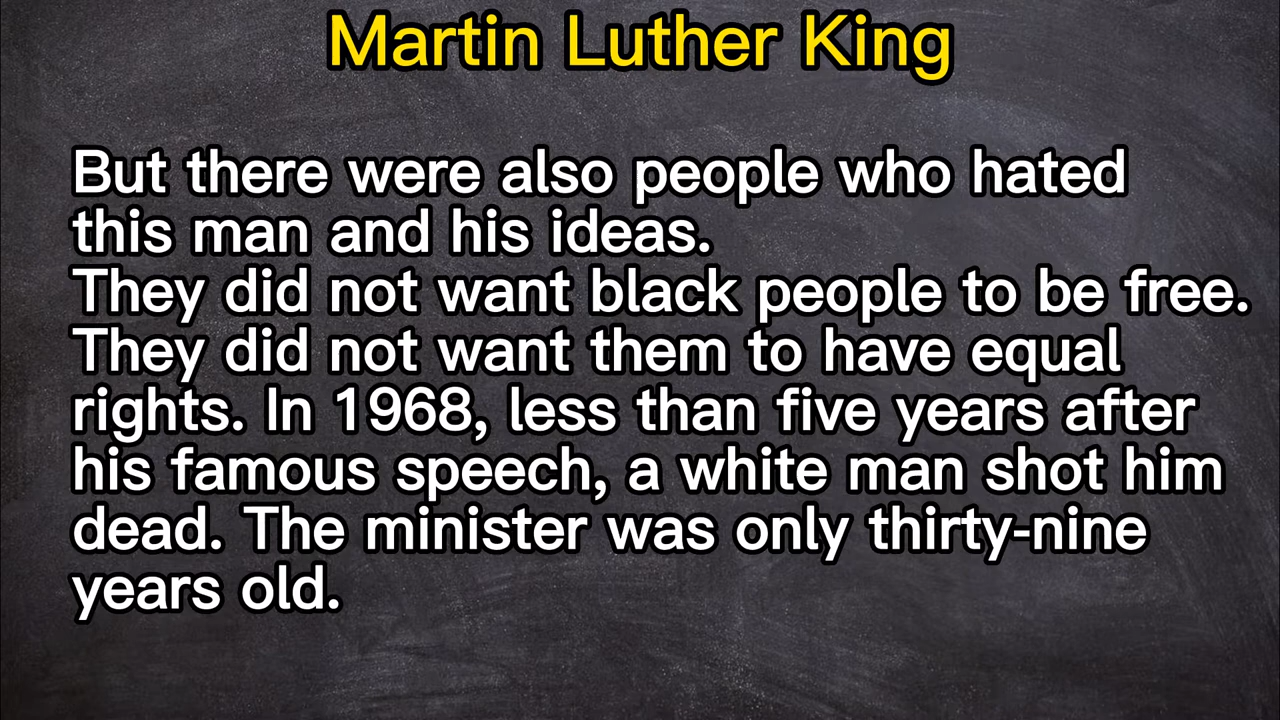 Martin Luther King
But there were also people who hated
this man and his ideas.
They did not want black people to be free.
They did not want them to have equal
rights. In 1968, less than five years after
his famous speech, a white man shot him
dead. The minister was only thirty-nine
years old.